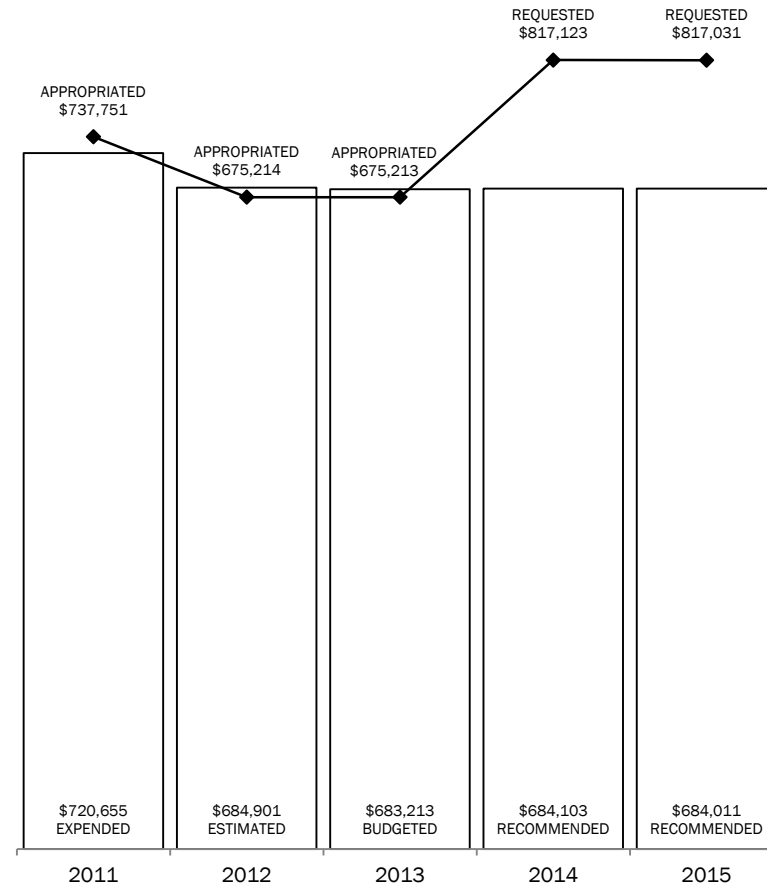 REQUESTED
$817,123
REQUESTED
$817,031
APPROPRIATED
$737,751
APPROPRIATED
$675,214
APPROPRIATED
$675,213
$720,655
EXPENDED
$684,901
ESTIMATED
$683,213
BUDGETED
$684,103
RECOMMENDED
$684,011
RECOMMENDED
2011
2012
2013
2014
2015